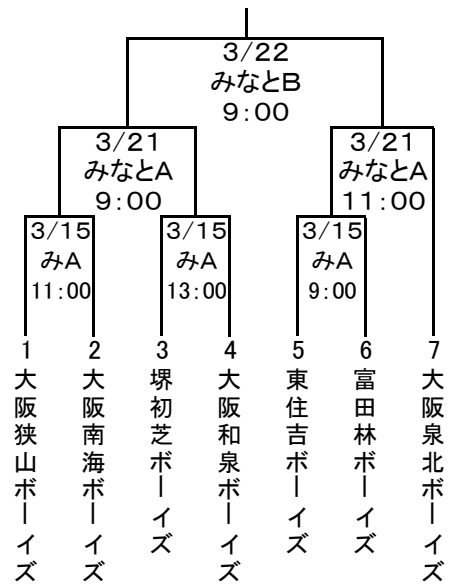 3/22
みなとB
9:00
3/21
みなとA
9:00
3/21
みなとA
11:00
3/15
みA
11:00
3/15
みA
13:00
3/15
みA
9:00
1
大阪狭山ボーイズ
2
大阪南海ボーイズ
3
堺初芝ボーイズ
4
大阪和泉ボーイズ
5
東住吉ボーイズ
6
富田林ボーイズ
7
大阪泉北ボーイズ